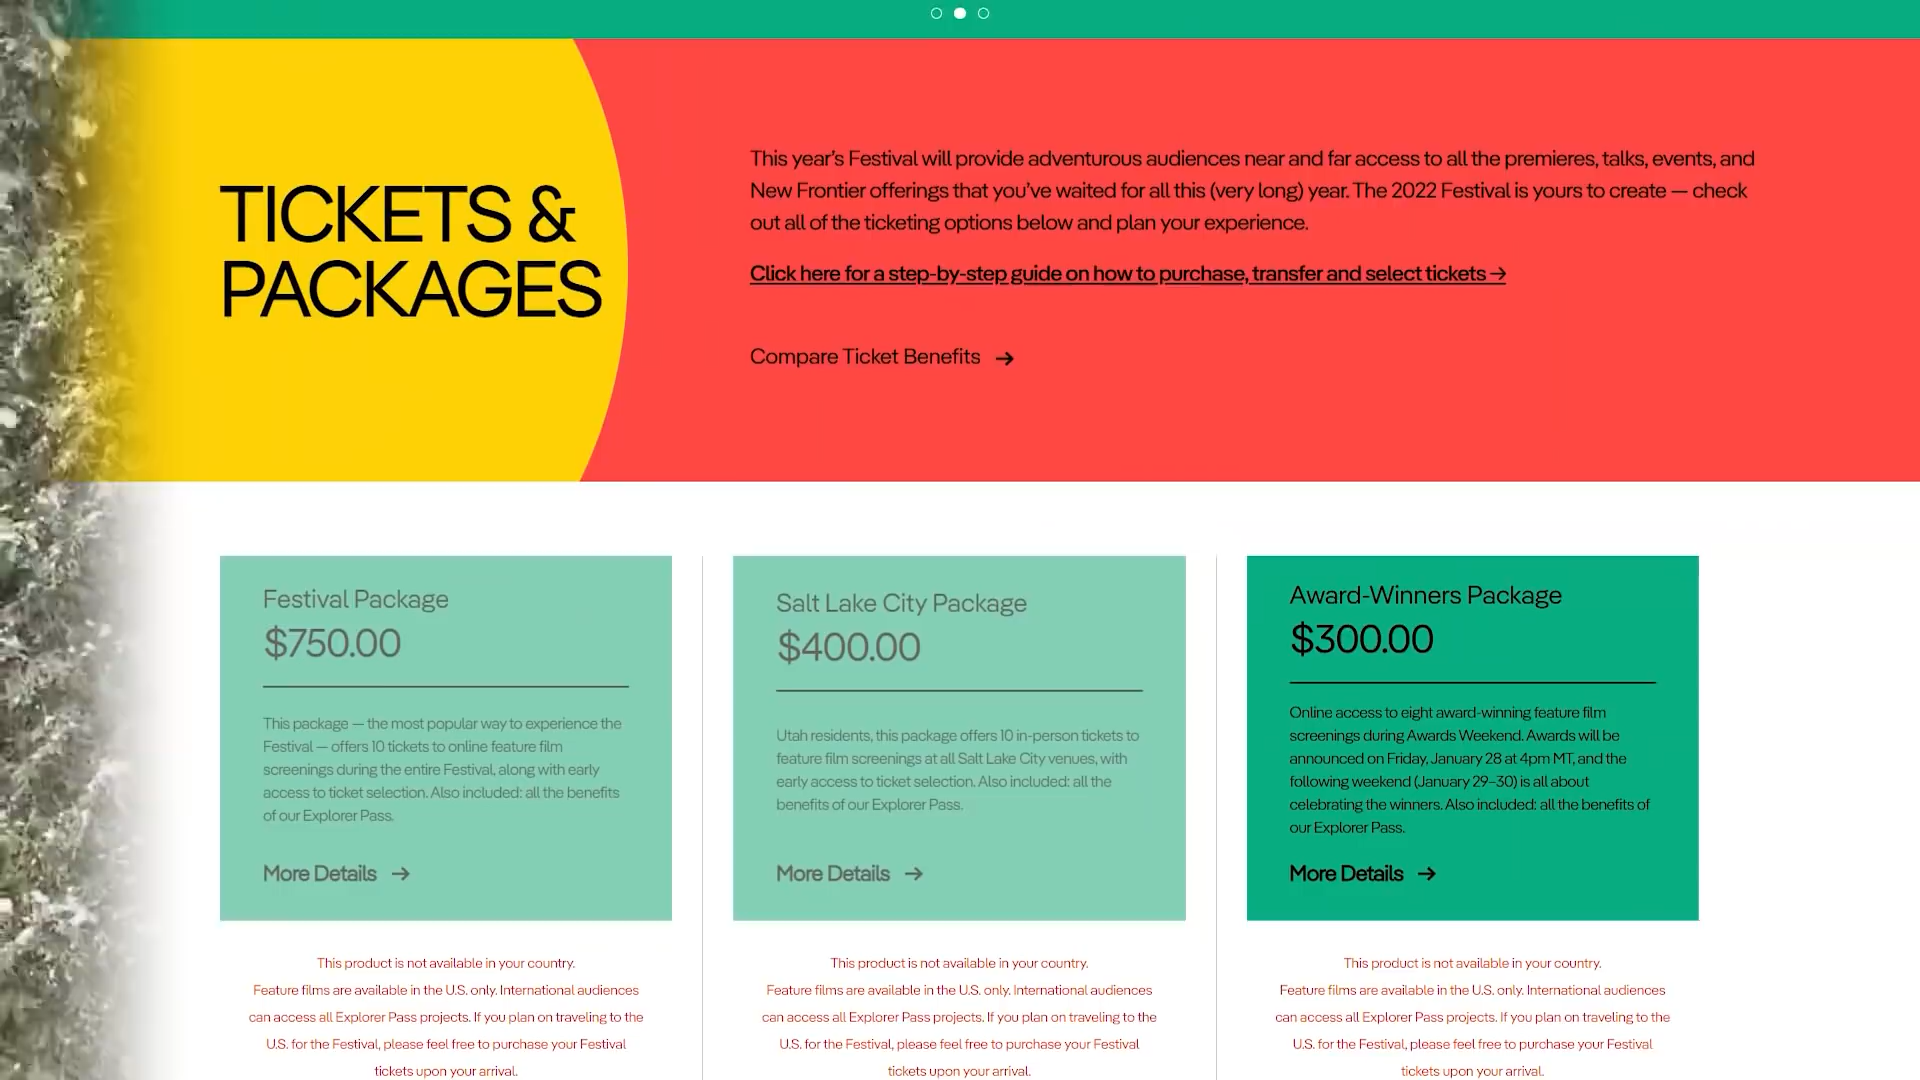 TICKETS &
PACKAGES
This year's Festival will provide adventurous audiences near and far access to all the premieres, talks, events, and
New Frontier offerings that you've waited for all this (very long) year. The 2022 Festival is yours to create — check
out all of the ticketing options below and plan your experience.
Click here for a step-by-step guide on how to purchase, transfer and select tickets →
Compare Ticket Benefits →
Festival Package
$750.00
This package — the most popular way to experience the
Festival — offers 10 tickets to online feature film
screenings during the entire Festival, along with early
access to ticket selection. Also included: all the benefits
of our Explorer Pass.
More Details →
This product is not available in your country.
Feature films are available in the U.S. only. International audiences
can access all Explorer Pass projects. If you plan on traveling to the
U.S. for the Festival, please feel free to purchase your Festival
tickets upon your arrival.
Salt Lake City Package
$400.00
Utah residents, this package offers 10 in-person tickets to
feature film screenings at all Salt Lake City venues, with
early access to ticket selection. Also included: all the
benefits of our Explorer Pass.
More Details →
This product is not available in your country.
Feature films are available in the U.S. only. International audiences
can access all Explorer Pass projects. If you plan on traveling to the
U.S. for the Festival, please feel free to purchase your Festival
tickets upon your arrival.
Award-Winners Package
$300.00
Online access to eight award-winning feature film
screenings during Awards Weekend. Awards will be
announced on Friday, January 28 at 4pm MT, and the
following weekend (January 29–30) is all about
celebrating the winners. Also included: all the benefits of
our Explorer Pass.
More Details →
This product is not available in your country.
Feature films are available in the U.S. only. International audiences
can access all Explorer Pass projects. If you plan on traveling to the
U.S. for the Festival, please feel free to purchase your Festival
tickets upon your arrival.